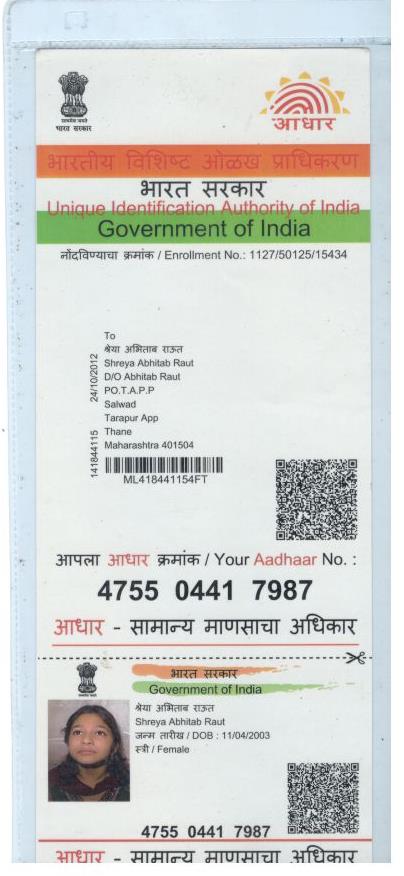 सत्यमेव जयते
भारत सरकार
आधार
भारतीय विशिष्ट ओळख प्राधिकरण
भारत सरकार
Unique Identification Authority of India
Government of India
नोंदविण्याचा क्रमांक / Enrollment No.: 1127/50125/15434
To
श्रेया अभिताब राऊत
Shreya Abhitab Raut
D/O Abhitab Raut
PO.T.A.P.P
Salwad
Tarapur App
Thane
Maharashtra 401504
24/10/2012
141844115
ML418441154FT
आपला आधार क्रमांक / Your Aadhaar No. :
4755 0441 7987
आधार - सामान्य माणसाचा अधिकार
भारत सरकार
Government of India
श्रेया अभिताब राऊत
Shreya Abhitab Raut
जन्म तारीख / DOB : 11/04/2003
स्त्री / Female
4755 0441 7987
आधार - सामान्य माणसाचा अधिकार